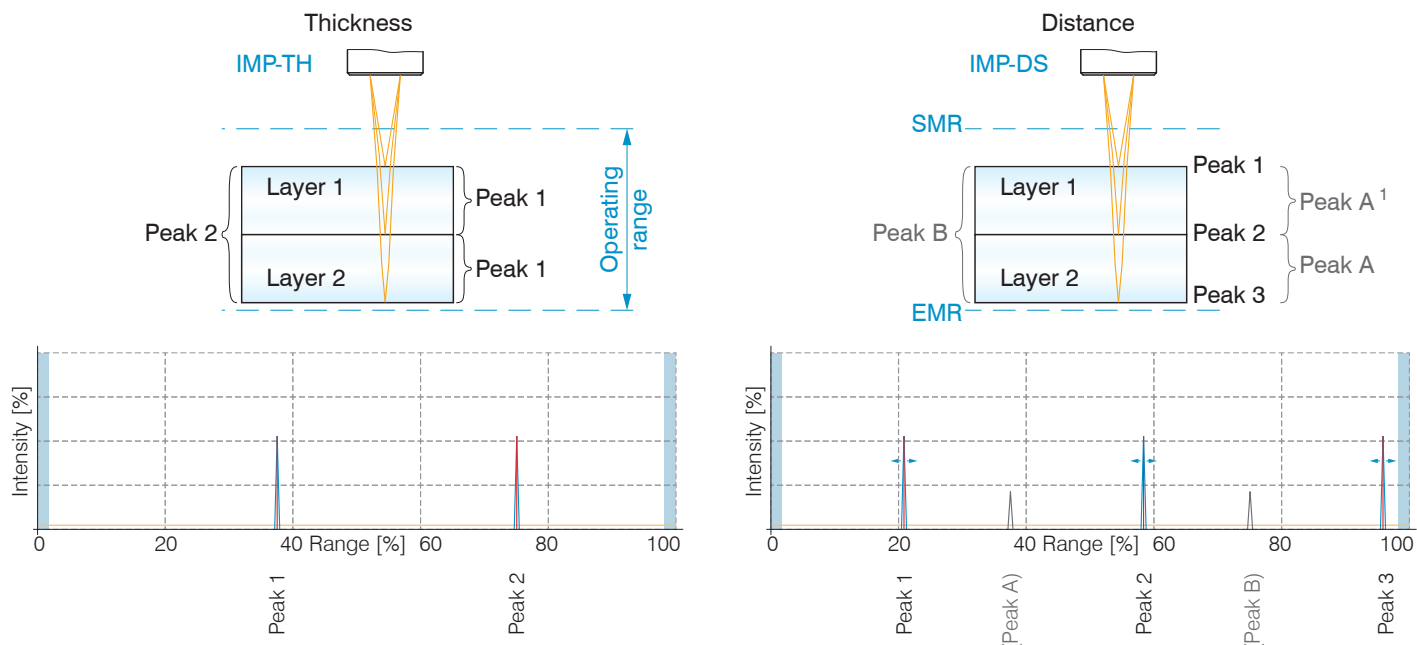 Thickness
IMP-TH
Layer 1
Peak 1
Peak 2
Layer 2
Peak 1
Operating
range
Intensity [%]
0 20 40 Range [%] 60 80 100
Peak 1
Peak 2
Distance
IMP-DS
SMR
Peak 1
Layer 1
Peak A 1
Peak B
Peak 2
Layer 2
Peak A
Peak 3
EMR
Intensity [%]
0 20 40 Range [%] 60 80 100
Peak 1
(Peak A)
Peak 2
(Peak B)
Peak 3